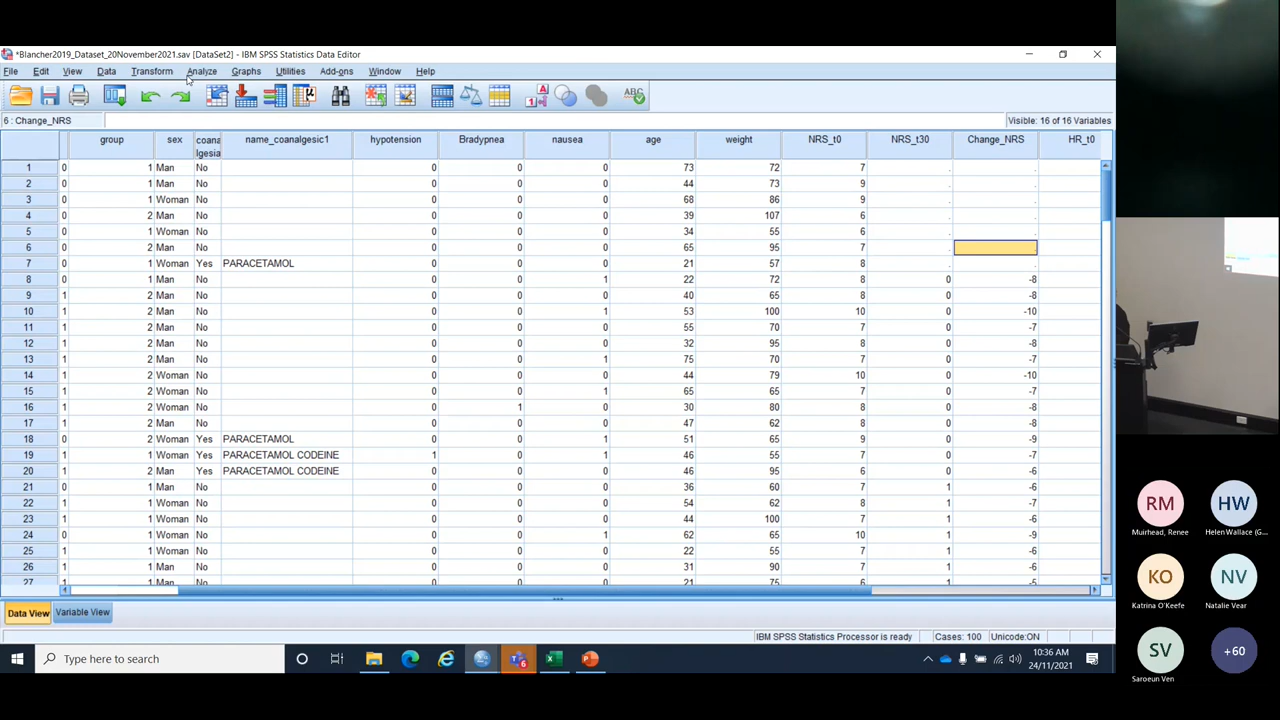 *Blancher2019_Dataset_20November2021.sav [DataSet2] - IBM SPSS Statistics Data Editor
File Edit View Data Transform Analyze Graphs Utilities Add-ons Window Help
6 : Change_NRS Visible: 16 of 16 Variables
group sex coana lgesia name_coanalgesic1 hypotension Bradypnea nausea age weight NRS_t0 NRS_t30 Change_NRS HR_t0
1 0 1 Man No 0 0 0 73 72 7 . .
2 0 1 Man No 0 0 0 44 73 9 . .
3 0 1 Woman No 0 0 0 68 86 9 . .
4 0 2 Man No 0 0 0 39 107 6 . .
5 0 1 Woman No 0 0 0 34 55 6 . .
6 0 2 Man No 0 0 0 65 95 7 . .
7 0 1 Woman Yes PARACETAMOL 0 0 0 21 57 8 . .
8 0 1 Man No 0 0 1 22 72 8 0 -8
9 1 2 Man No 0 0 0 40 65 8 0 -8
10 1 2 Man No 0 0 1 53 100 10 0 -10
11 1 2 Man No 0 0 0 55 70 7 0 -7
12 1 2 Man No 0 0 0 32 95 8 0 -8
13 1 2 Man No 0 0 1 75 70 7 0 -7
14 1 2 Woman No 0 0 0 44 79 10 0 -10
15 1 2 Woman No 0 0 1 65 65 7 0 -7
16 1 2 Woman No 0 1 0 30 80 8 0 -8
17 1 2 Man No 0 0 0 47 62 8 0 -8
18 0 2 Woman Yes PARACETAMOL 0 0 1 51 65 9 0 -9
19 1 1 Woman Yes PARACETAMOL CODEINE 1 0 1 46 55 7 0 -7
20 1 2 Man Yes PARACETAMOL CODEINE 0 0 0 46 95 6 0 -6
21 1 1 Man No 0 0 0 36 60 7 1 -6
22 1 1 Woman No 0 0 0 54 62 8 1 -7
23 1 1 Woman No 0 0 0 44 100 7 1 -6
24 0 1 Woman No 0 0 1 62 65 10 1 -9
25 1 1 Woman No 0 0 0 22 55 7 1 -6
26 1 1 Man No 0 0 0 31 90 7 1 -6
27 1 1 Man No 0 0 0 21 75 6 1 -5
Data View Variable View
IBM SPSS Statistics Processor is ready Cases: 100 Unicode:ON
Type here to search
10:36 AM
24/11/2021
RM HW
Muirhead, Renee HelenWallace (G...
KO NV
Katrina O'Keefe Natalie Vear
SV +60
Saroeun Ven